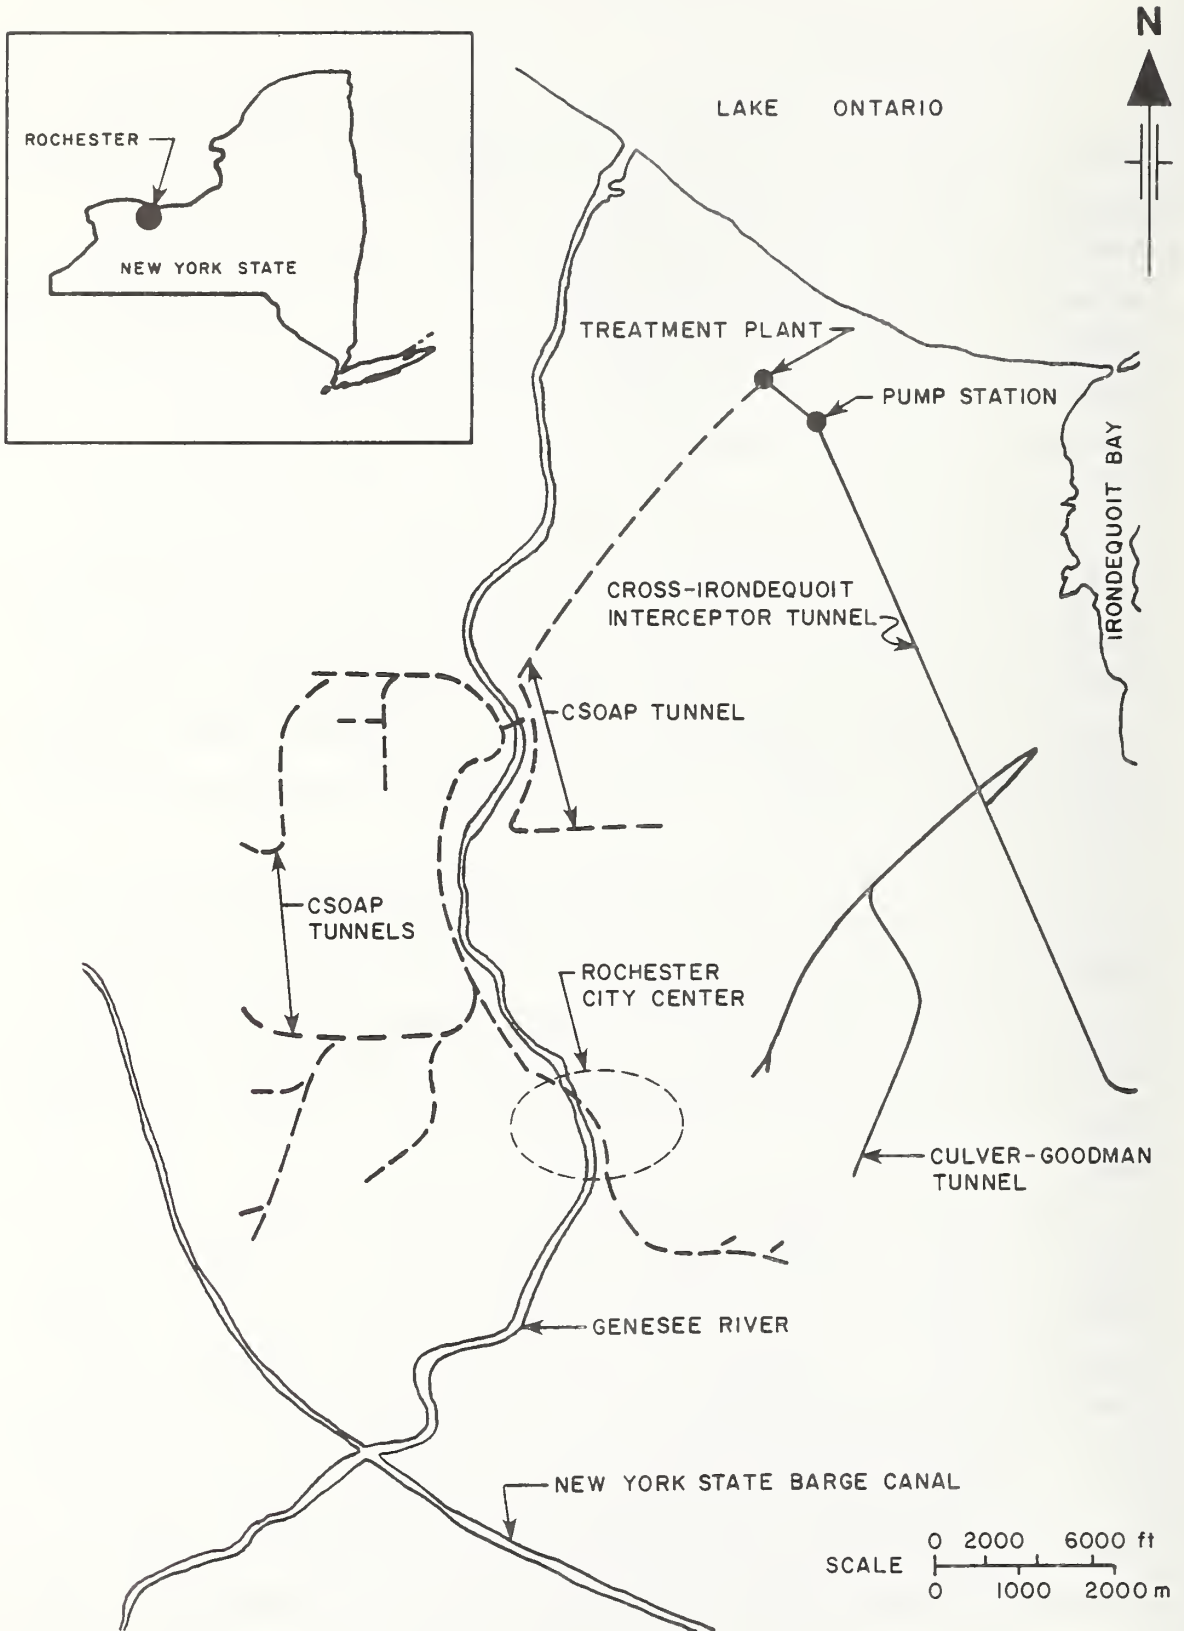 N
LAKE ONTARIO
ROCHESTER
NEW YORK STATE
TREATMENT PLANT
PUMP STATION
IRONDEQUOIT BAY
CROSS-IRONDEQUOIT
INTERCEPTOR TUNNEL
CSOAP TUNNEL
CSOAP
TUNNELS
ROCHESTER
CITY CENTER
CULVER-GOODMAN
TUNNEL
GENESEE RIVER
NEW YORK STATE BARGE CANAL
0 2000 6000 ft
SCALE
0 1000 2000 m